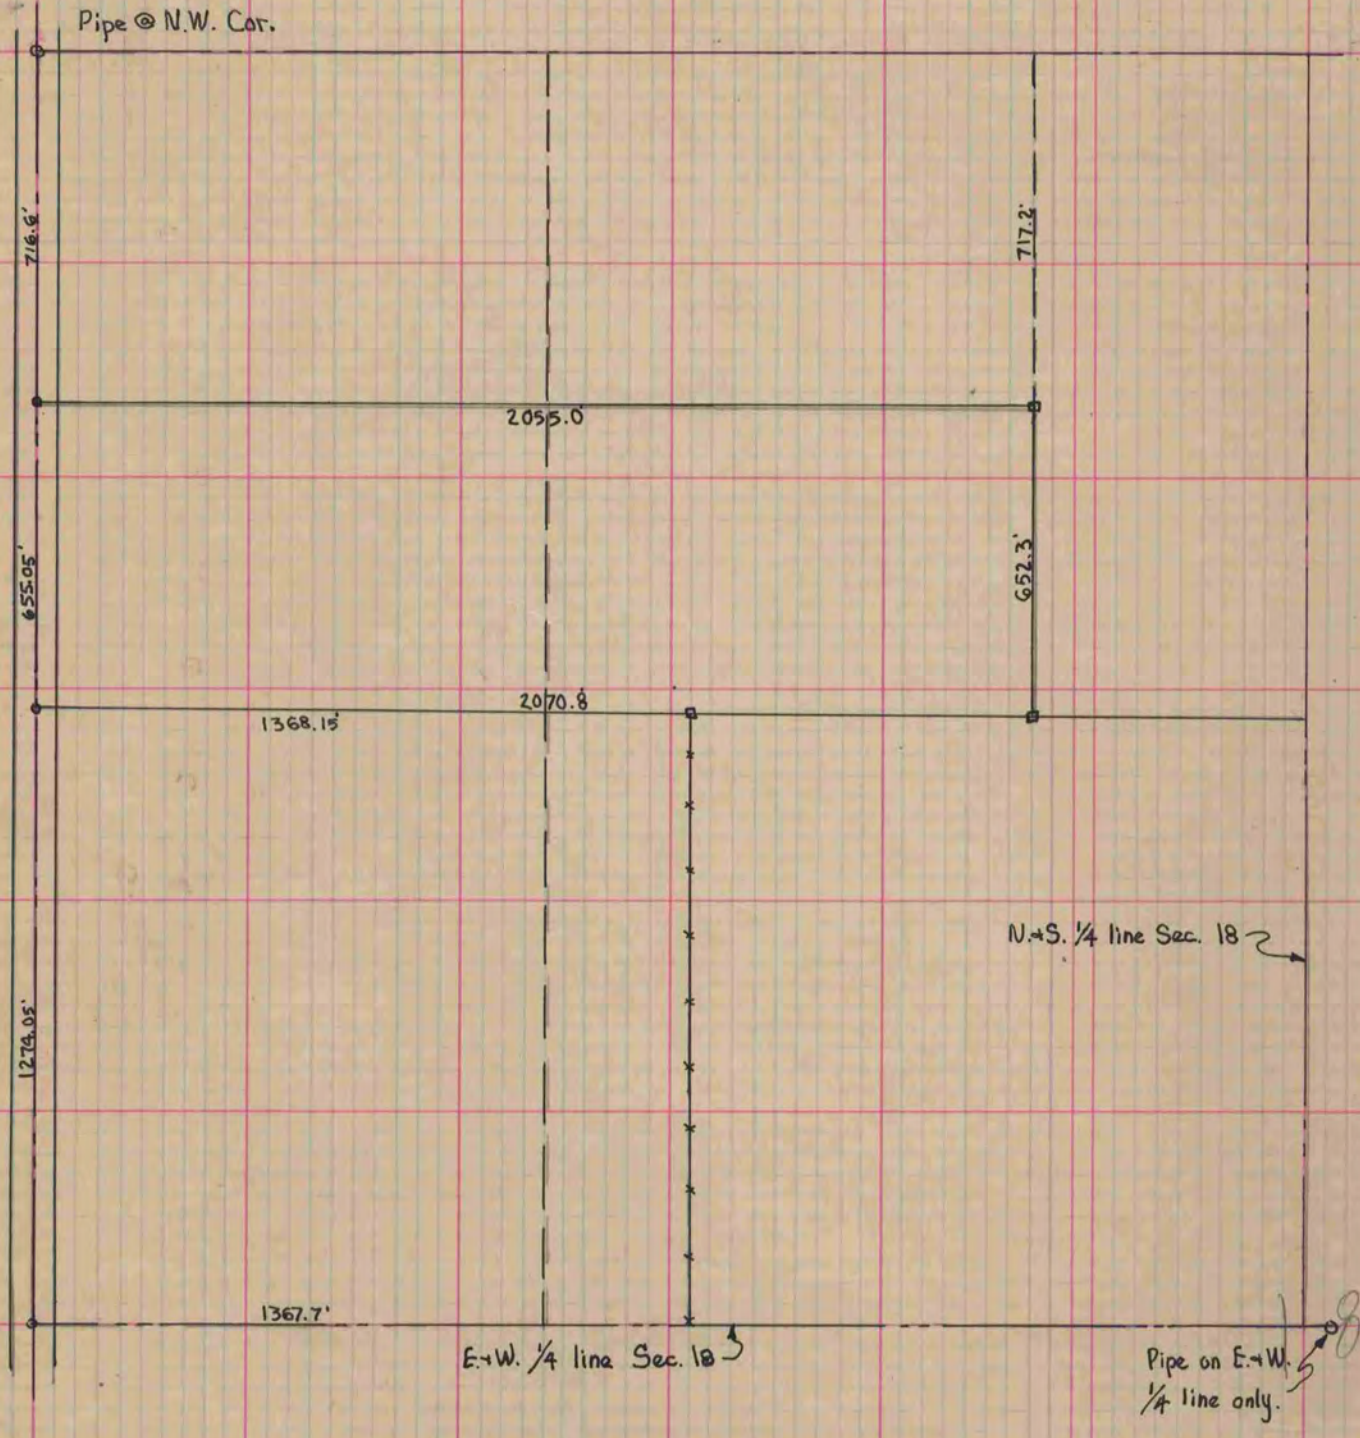 Pipe @ N.W. Cor.
716.6'
717.2'
2055.0'
655.05'
652.3'
2070.8'
1368.15'
N.+S. 1/4 line Sec. 18
1274.05'
1367.7'
E.+W. 1/4 line Sec. 18
Pipe on E.+W.
1/4 line only.